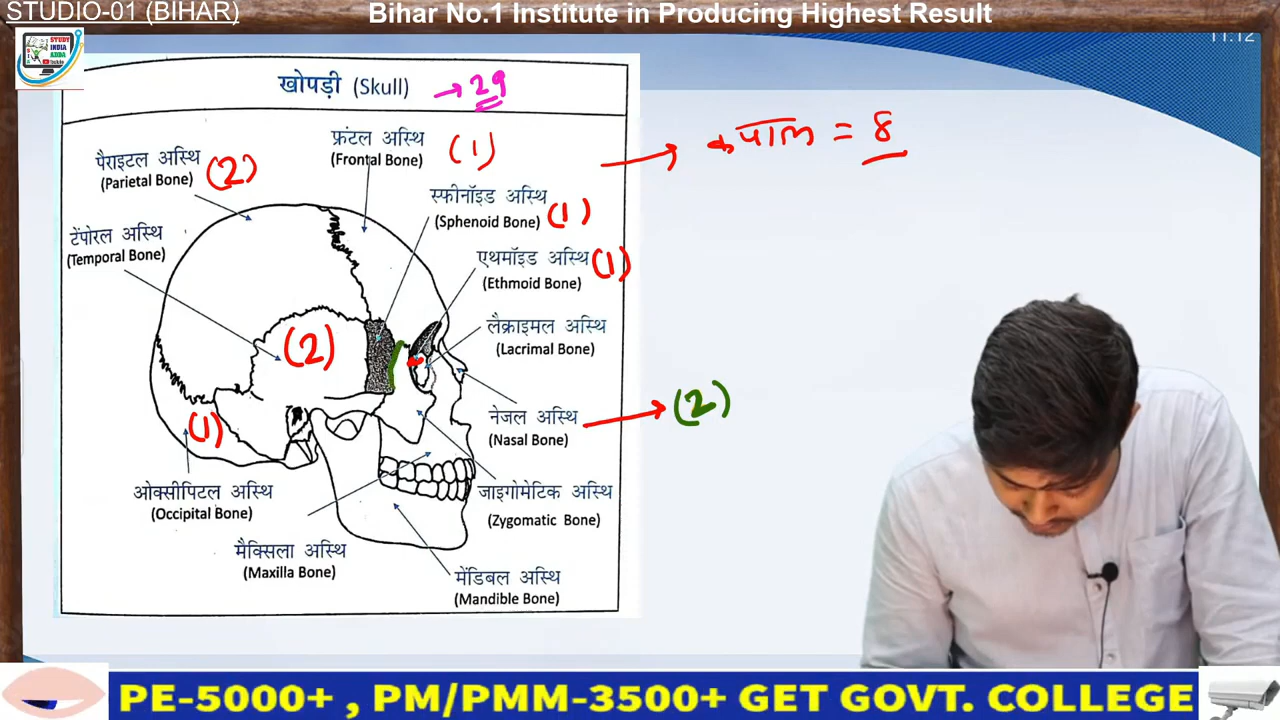 STUDIO-01 (BIHAR)
Bihar No.1 Institute in Producing Highest Result
11:12
STUDY
INDIA
ADDA
खोपड़ी (Skull) → 29
फ्रंटल अस्थि
(Frontal Bone) (1)
→ कपाल = 8
पैराइटल अस्थि
(Parietal Bone) (2)
स्फीनॉइड अस्थि
(Sphenoid Bone) (1)
टेंपोरल अस्थि
(Temporal Bone)
एथमॉइड अस्थि (1)
(Ethmoid Bone)
लैक्राइमल अस्थि
(Lacrimal Bone)
(2)
नेजल अस्थि → (2)
(Nasal Bone)
(1)
ओक्सीपिटल अस्थि
(Occipital Bone)
जाइगोमेटिक अस्थि
(Zygomatic Bone)
मैक्सिला अस्थि
(Maxilla Bone)
मेंडिबल अस्थि
(Mandible Bone)
PE-5000+ , PM/PMM-3500+ GET GOVT. COLLEGE